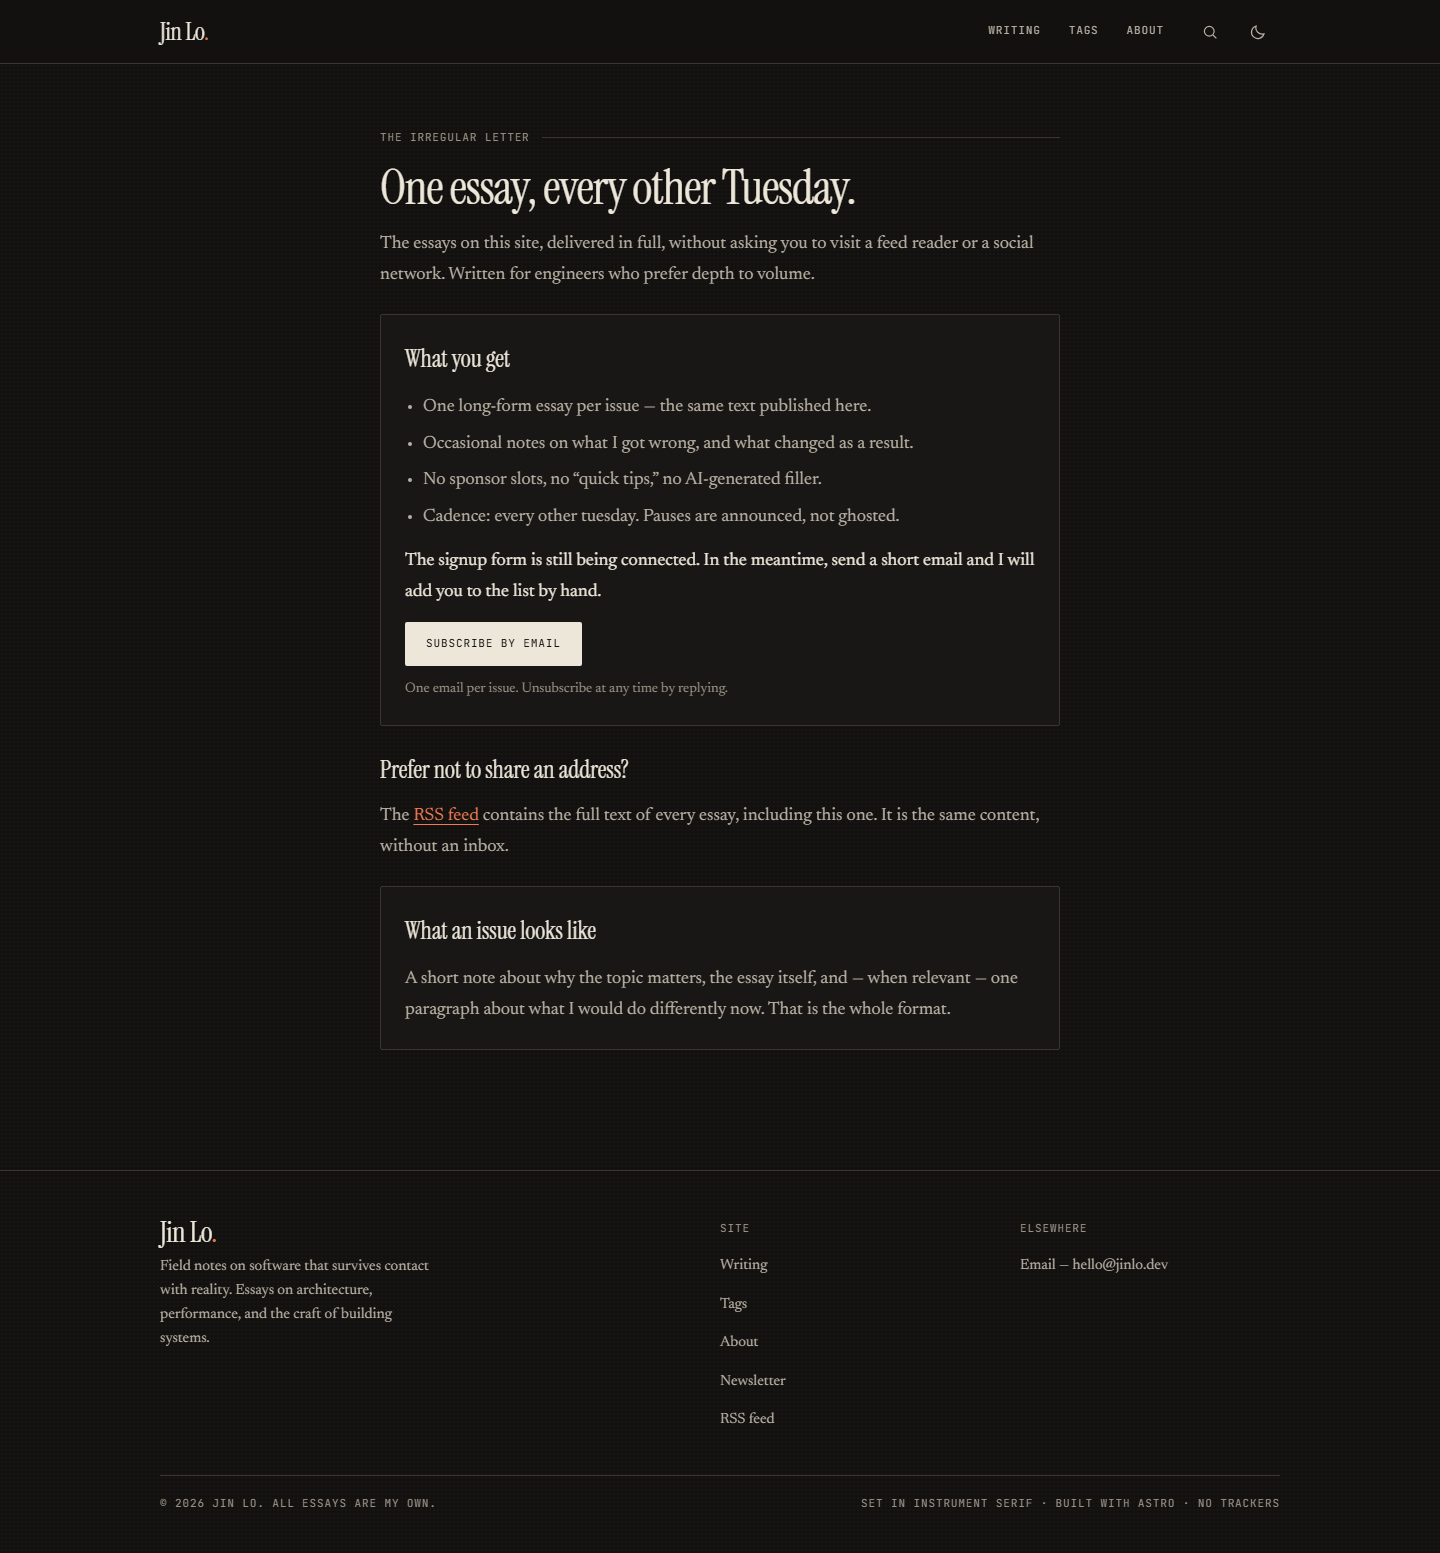 Jin Lo.
WRITING TAGS ABOUT
THE IRREGULAR LETTER
One essay, every other Tuesday.
The essays on this site, delivered in full, without asking you to visit a feed reader or a social
network. Written for engineers who prefer depth to volume.
What you get
• One long-form essay per issue — the same text published here.
• Occasional notes on what I got wrong, and what changed as a result.
• No sponsor slots, no “quick tips,” no AI-generated filler.
• Cadence: every other tuesday. Pauses are announced, not ghosted.
The signup form is still being connected. In the meantime, send a short email and I will
add you to the list by hand.
SUBSCRIBE BY EMAIL
One email per issue. Unsubscribe at any time by replying.
Prefer not to share an address?
The RSS feed contains the full text of every essay, including this one. It is the same content,
without an inbox.
What an issue looks like
A short note about why the topic matters, the essay itself, and — when relevant — one
paragraph about what I would do differently now. That is the whole format.
Jin Lo.
Field notes on software that survives contact
with reality. Essays on architecture,
performance, and the craft of building
systems.
SITE
Writing
Tags
About
Newsletter
RSS feed
ELSEWHERE
Email — hello@jinlo.dev
© 2026 JIN LO. ALL ESSAYS ARE MY OWN.
SET IN INSTRUMENT SERIF · BUILT WITH ASTRO · NO TRACKERS